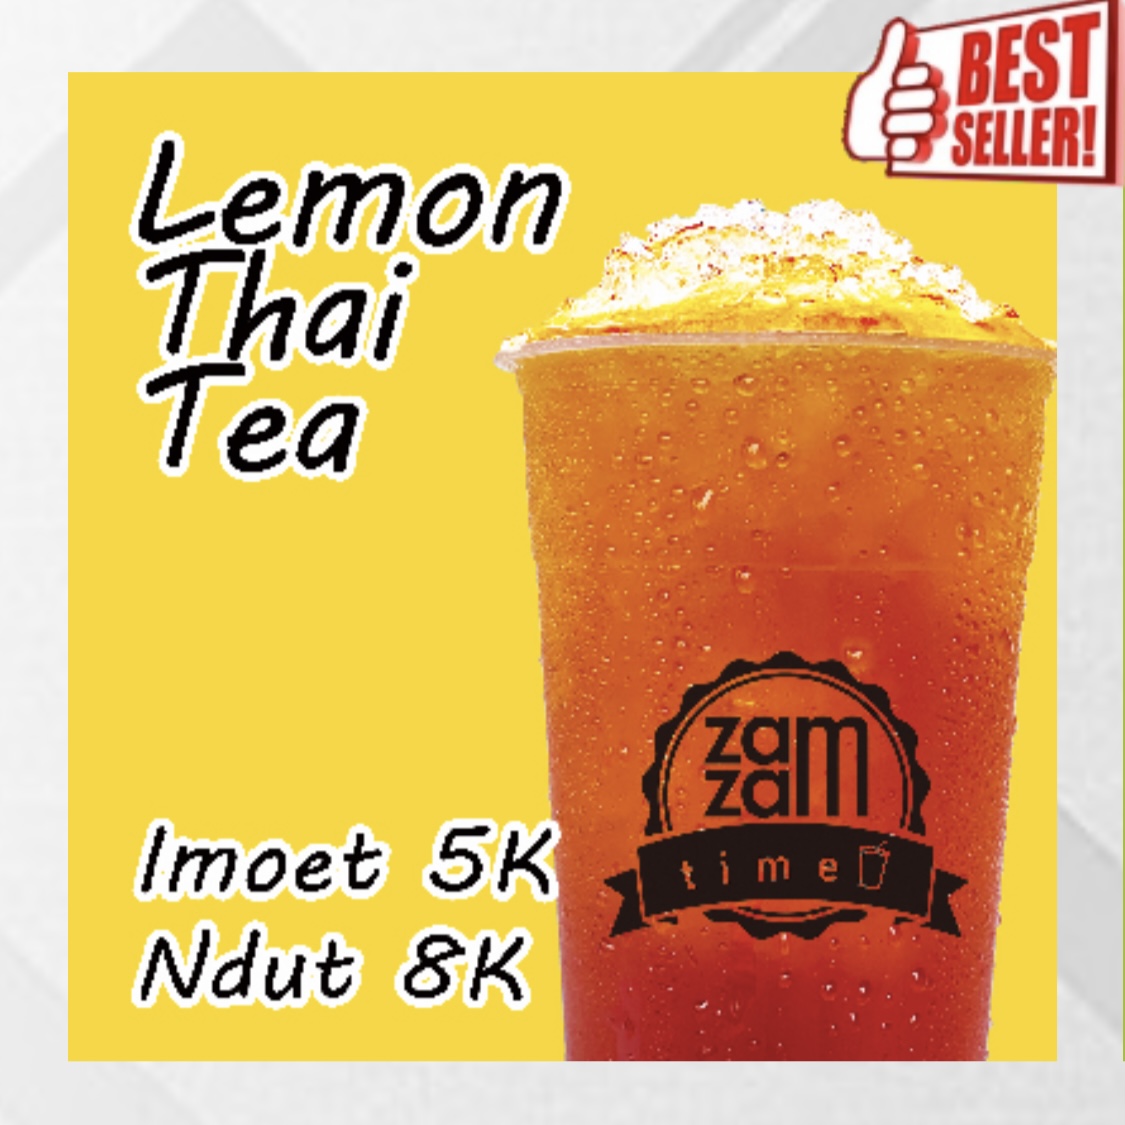 BEST
SELLER!
Lemon
Thai
Tea
zam
zam
time
Imoet 5K
Ndut 8K